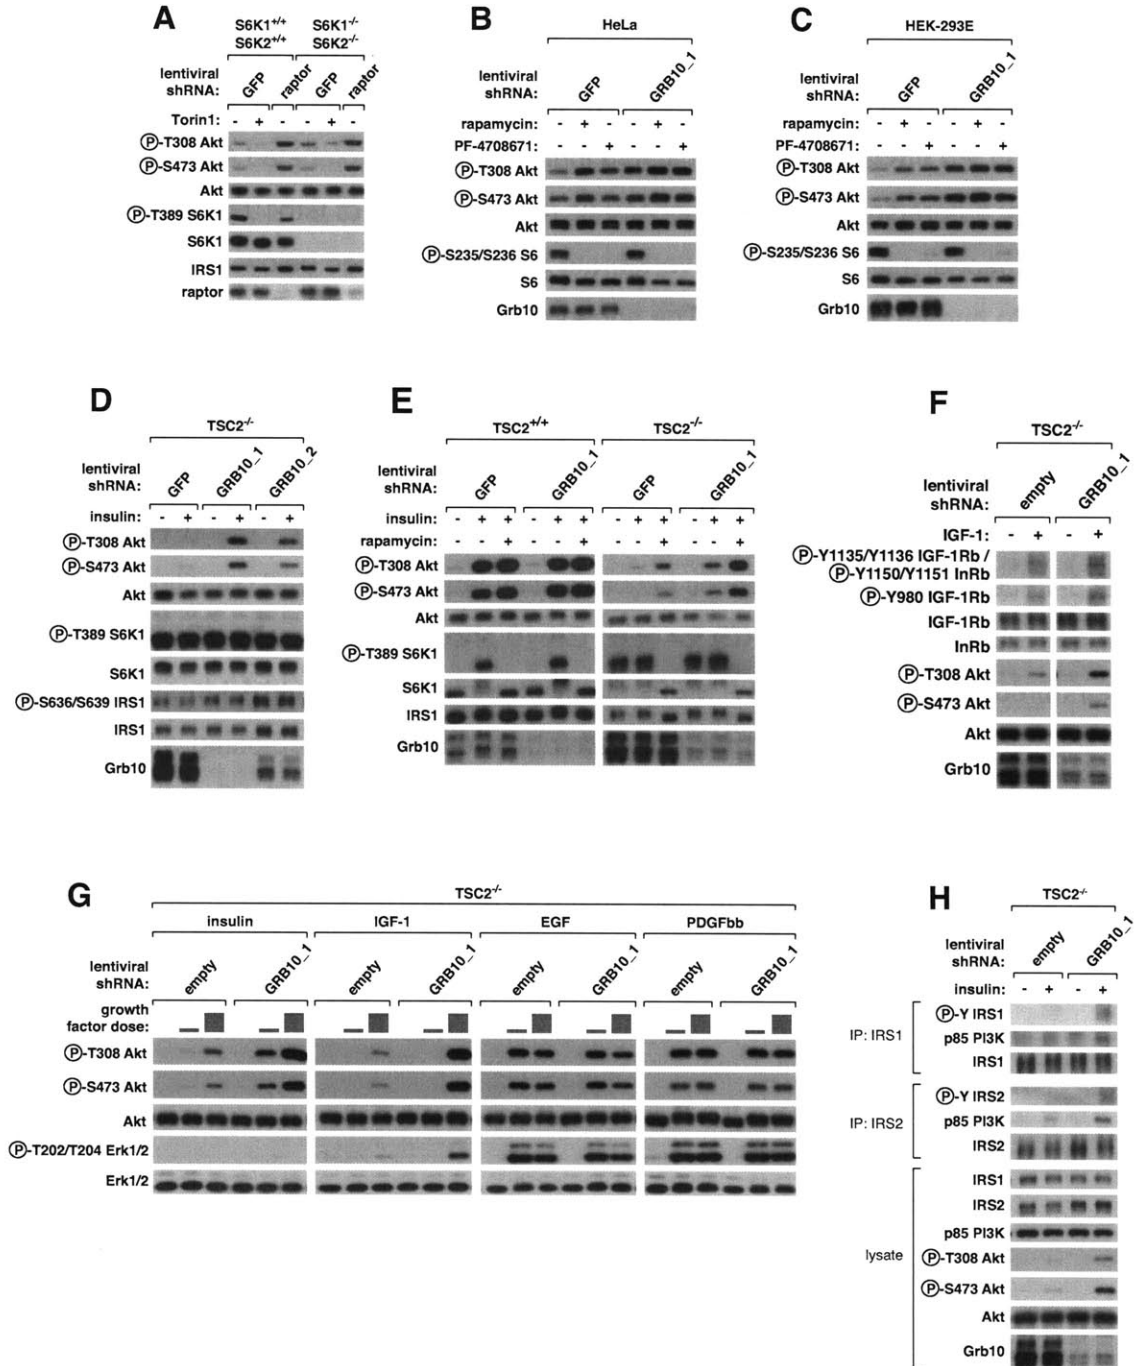 A
S6K1+/+ S6K1-/-
S6K2+/+ S6K2-/-
lentiviral
shRNA:
GFP raptor GFP raptor
Torin1: - + - - + -
Ⓟ-T308 Akt
Ⓟ-S473 Akt
Akt
Ⓟ-T389 S6K1
S6K1
IRS1
raptor
B
HeLa
lentiviral
shRNA:
GFP GRB10_1
rapamycin: - + - - + -
PF-4708671: - - + - - +
Ⓟ-T308 Akt
Ⓟ-S473 Akt
Akt
Ⓟ-S235/S236 S6
S6
Grb10
C
HEK-293E
lentiviral
shRNA:
GFP GRB10_1
rapamycin: - + - - + -
PF-4708671: - - + - - +
Ⓟ-T308 Akt
Ⓟ-S473 Akt
Akt
Ⓟ-S235/S236 S6
S6
Grb10
D
TSC2-/-
lentiviral
shRNA:
GFP GRB10_1 GRB10_2
insulin: - + - + - +
Ⓟ-T308 Akt
Ⓟ-S473 Akt
Akt
Ⓟ-T389 S6K1
S6K1
Ⓟ-S636/S639 IRS1
IRS1
Grb10
E
TSC2+/+ TSC2-/-
lentiviral
shRNA:
GFP GRB10_1 GFP GRB10_1
insulin: - + + - + + - + + - + +
rapamycin: - - + - - + - - + - - +
Ⓟ-T308 Akt
Ⓟ-S473 Akt
Akt
Ⓟ-T389 S6K1
S6K1
IRS1
Grb10
F
TSC2-/-
lentiviral
shRNA:
empty GRB10_1
IGF-1: - + - +
Ⓟ-Y1135/Y1136 IGF-1Rb /
Ⓟ-Y1150/Y1151 InRb
Ⓟ-Y980 IGF-1Rb
IGF-1Rb
InRb
Ⓟ-T308 Akt
Ⓟ-S473 Akt
Akt
Grb10
G
TSC2-/-
insulin IGF-1 EGF PDGFbb
lentiviral
shRNA:
empty GRB10_1 empty GRB10_1 empty GRB10_1 empty GRB10_1
growth
factor dose:
Ⓟ-T308 Akt
Ⓟ-S473 Akt
Akt
Ⓟ-T202/T204 Erk1/2
Erk1/2
H
TSC2-/-
lentiviral
shRNA:
empty GRB10_1
insulin: - + - +
IP: IRS1
Ⓟ-Y IRS1
p85 PI3K
IRS1
IP: IRS2
Ⓟ-Y IRS2
p85 PI3K
IRS2
lysate
IRS1
IRS2
p85 PI3K
Ⓟ-T308 Akt
Ⓟ-S473 Akt
Akt
Grb10